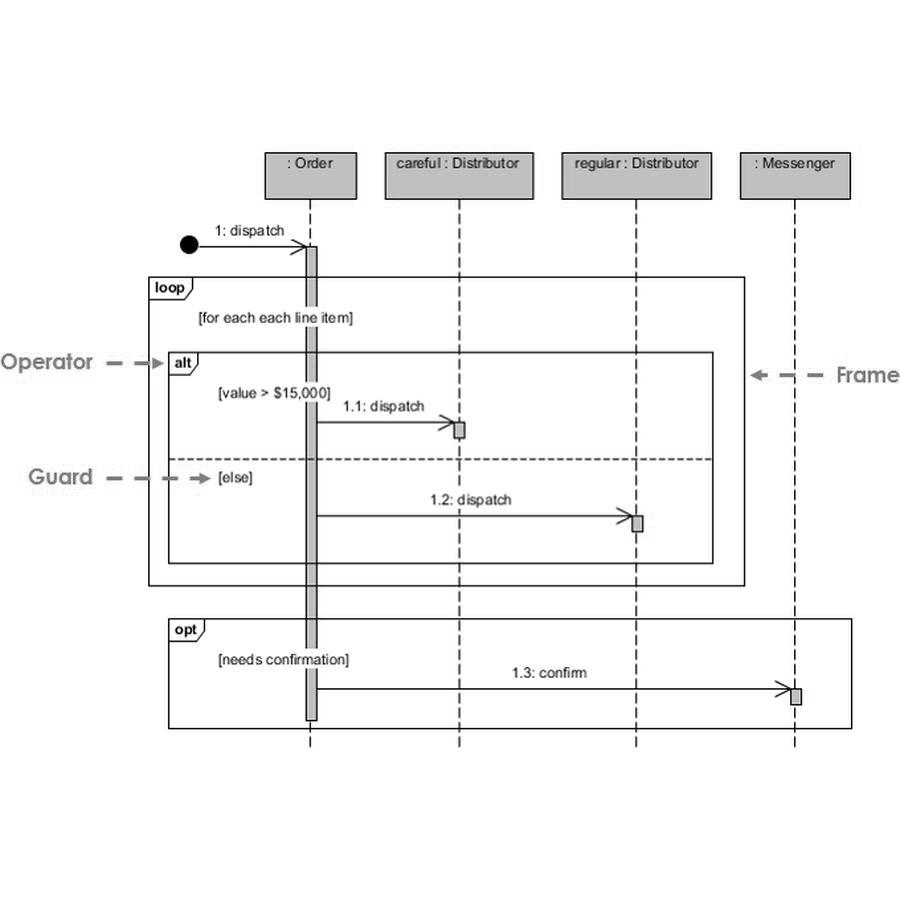 : Order
careful : Distributor
regular : Distributor
: Messenger
1: dispatch
loop
[for each each line item]
Operator
alt
Frame
[value > $15,000]
1.1: dispatch
Guard
[else]
1.2: dispatch
opt
[needs confirmation]
1.3: confirm